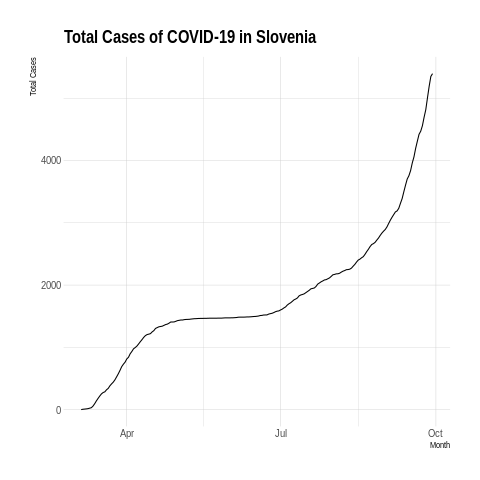 Total Cases of COVID-19 in Slovenia
Total Cases
4000
2000
0
Apr Jul Oct
Month